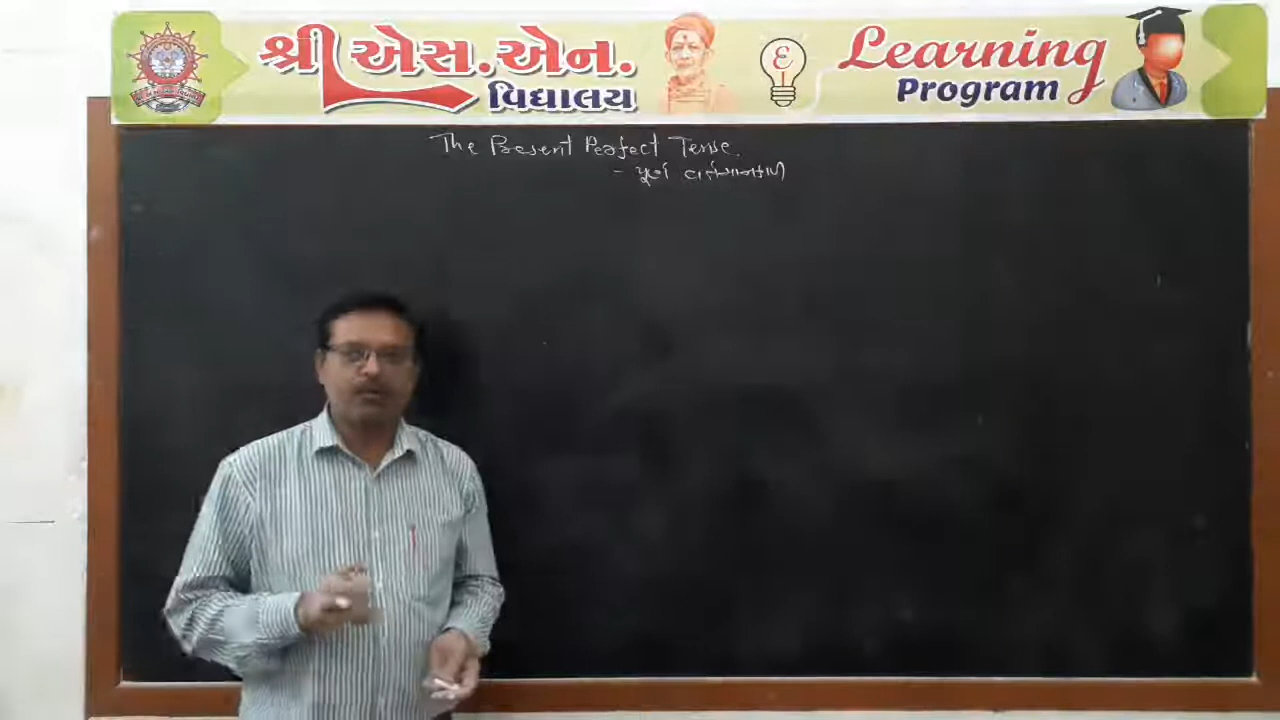 શ્રી એસ.એન. વિદ્યાલય
Learning Program
The Present Perfect Tense.
- પૂર્ણ વર્તમાનકાળ